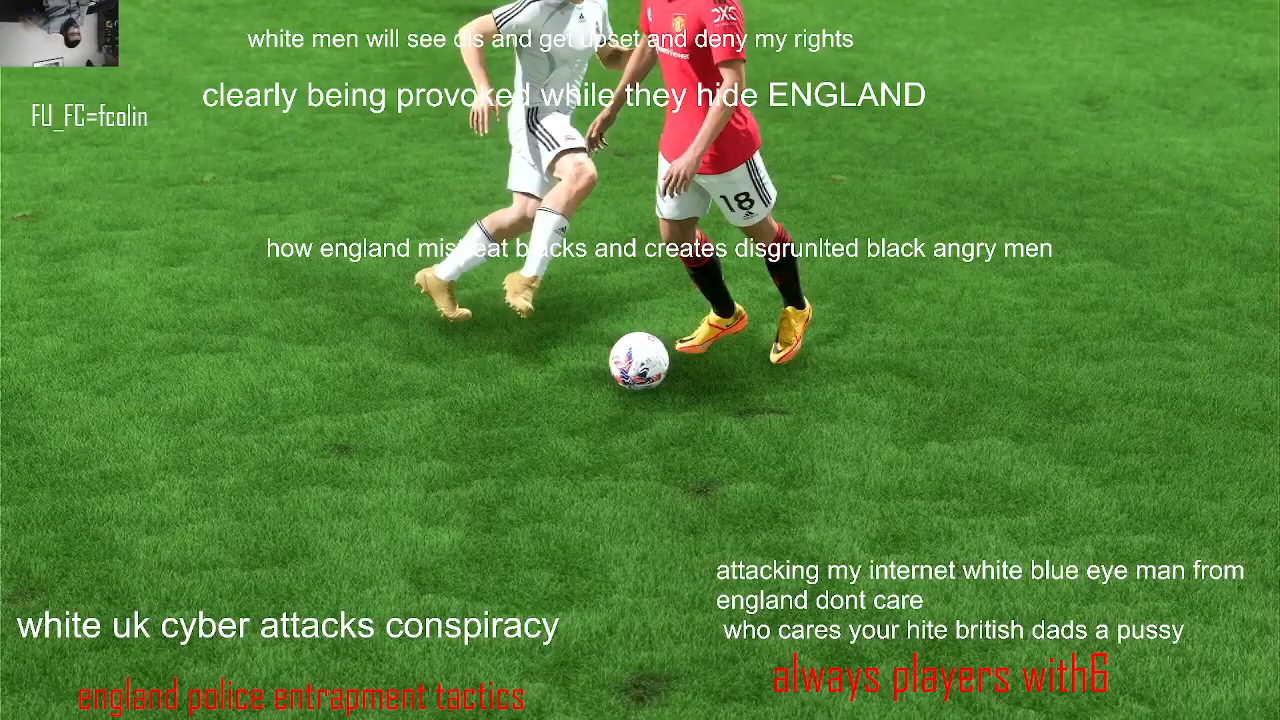 white men will see dis and get upset and deny my rights
clearly being provoked while they hide ENGLAND
FU_FC=fcolin
18
how england mistreat blacks and creates disgrunlted black angry men
attacking my internet white blue eye man from
england dont care
who cares your hite british dads a pussy
white uk cyber attacks conspiracy
always players with6
england police entrapment tactics